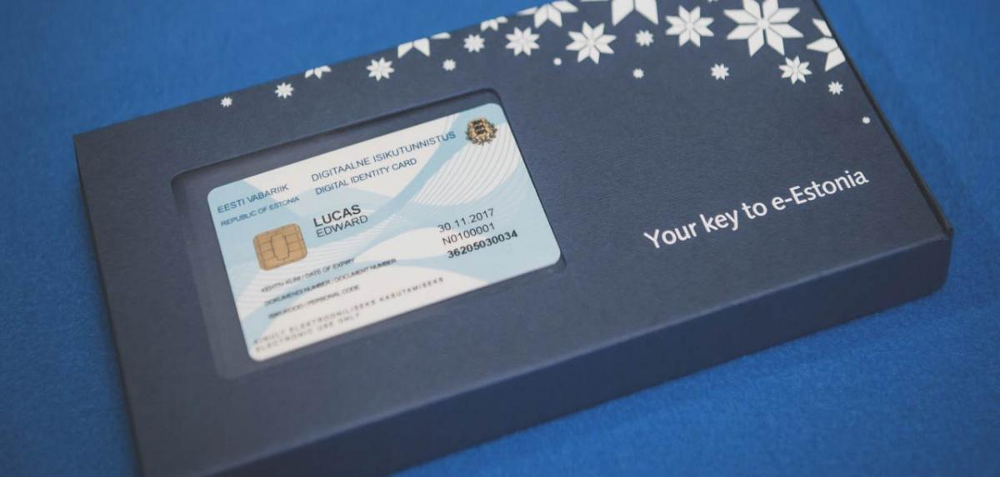 EESTI VABARIIK
REPUBLIC OF ESTONIA
DIGITAALNE ISIKUTUNNISTUS
DIGITAL IDENTITY CARD
LUCAS
EDWARD
30.11.2017
N0100001
36205030034
KEHTIV KUNI / DATE OF EXPIRY
DOKUMENDI NUMBER / DOCUMENT NUMBER
ISIKUKOOD / PERSONAL CODE
AINULT ELEKTROONILISEKS KASUTAMISEKS
ELECTRONIC USE ONLY
Your key to e-Estonia